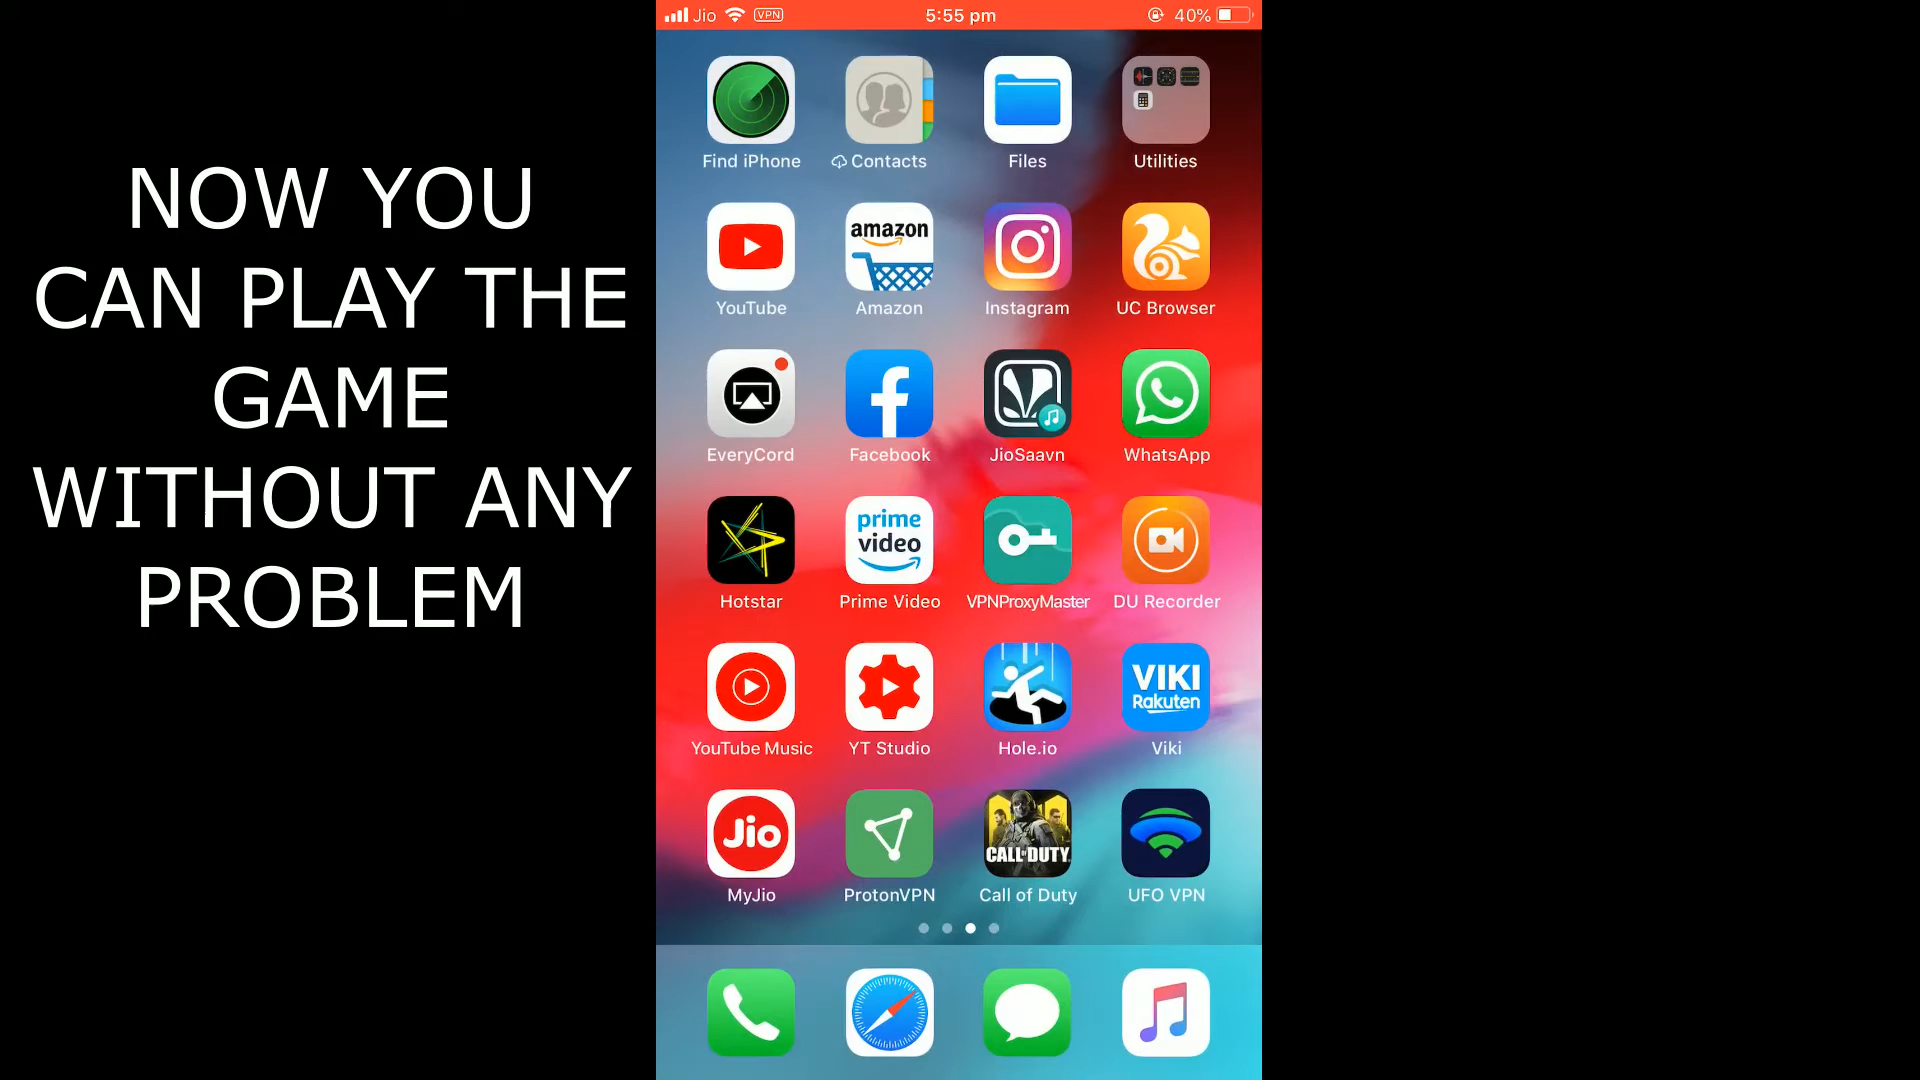 Jio VPN 5:55 pm 40%
NOW YOU
CAN PLAY THE
GAME
WITHOUT ANY
PROBLEM
Find iPhone Contacts Files Utilities
amazon
YouTube Amazon Instagram UC Browser
EveryCord Facebook JioSaavn WhatsApp
prime
video
Hotstar Prime Video VPNProxyMaster DU Recorder
VIKI
Rakuten
YouTube Music YT Studio Hole.io Viki
Jio CALL OF DUTY
MyJio ProtonVPN Call of Duty UFO VPN